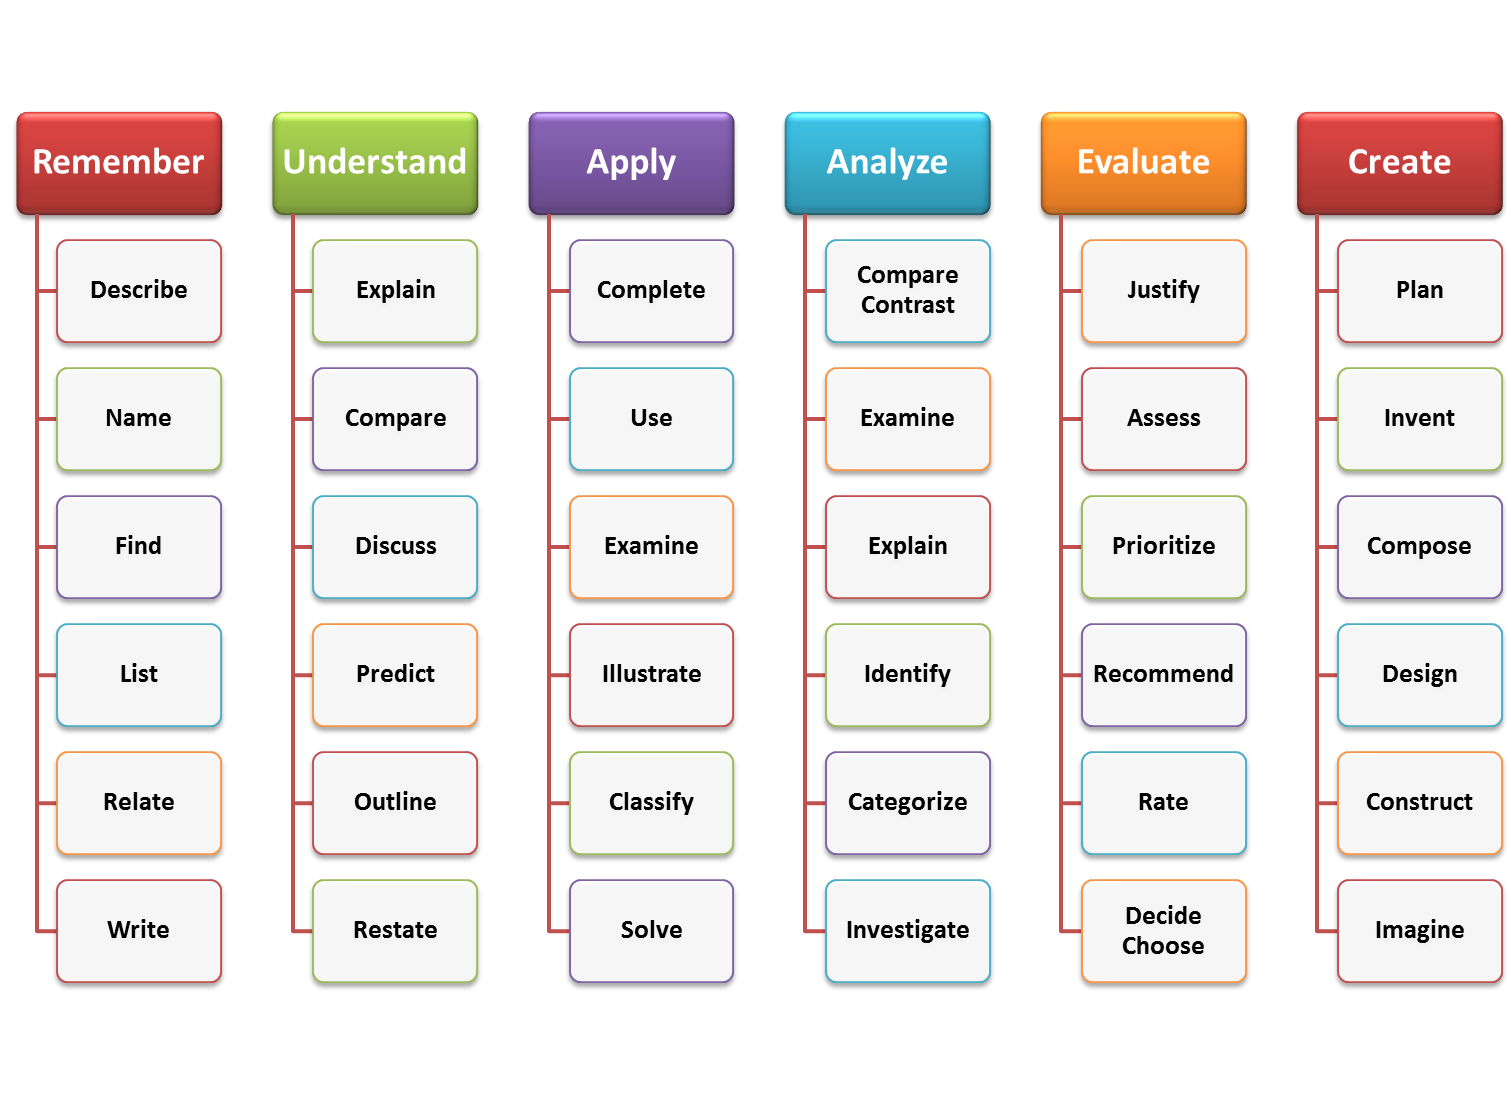 Remember
Describe
Name
Find
List
Relate
Write
Understand
Explain
Compare
Discuss
Predict
Outline
Restate
Apply
Complete
Use
Examine
Illustrate
Classify
Solve
Analyze
Compare
Contrast
Examine
Explain
Identify
Categorize
Investigate
Evaluate
Justify
Assess
Prioritize
Recommend
Rate
Decide
Choose
Create
Plan
Invent
Compose
Design
Construct
Imagine